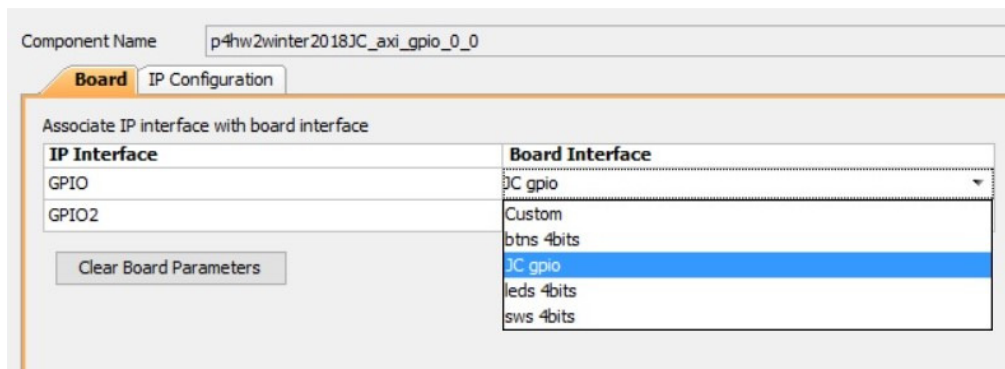 Component Name p4hw2winter2018JC_axi_gpio_0_0
Board IP Configuration
Associate IP interface with board interface
IP Interface Board Interface
GPIO JC gpio
GPIO2
Custom
btns 4bits
JC gpio
leds 4bits
sws 4bits
Clear Board Parameters